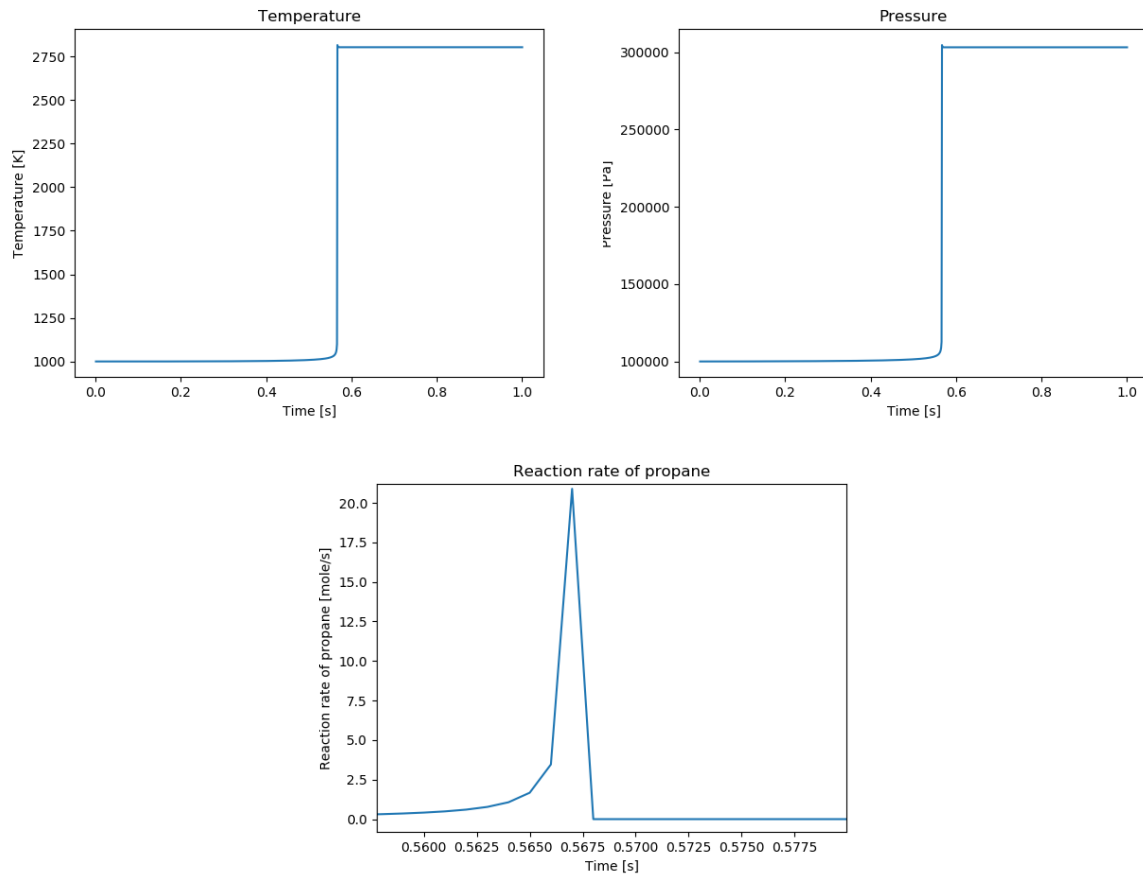 Temperature
2750
2500
2250
2000
1750
1500
1250
1000
Temperature [K]
0.0 0.2 0.4 0.6 0.8 1.0
Time [s]
Pressure
300000
250000
200000
150000
100000
Pressure [Pa]
0.0 0.2 0.4 0.6 0.8 1.0
Time [s]
Reaction rate of propane
20.0
17.5
15.0
12.5
10.0
7.5
5.0
2.5
0.0
Reaction rate of propane [mole/s]
0.5600 0.5625 0.5650 0.5675 0.5700 0.5725 0.5750 0.5775
Time [s]